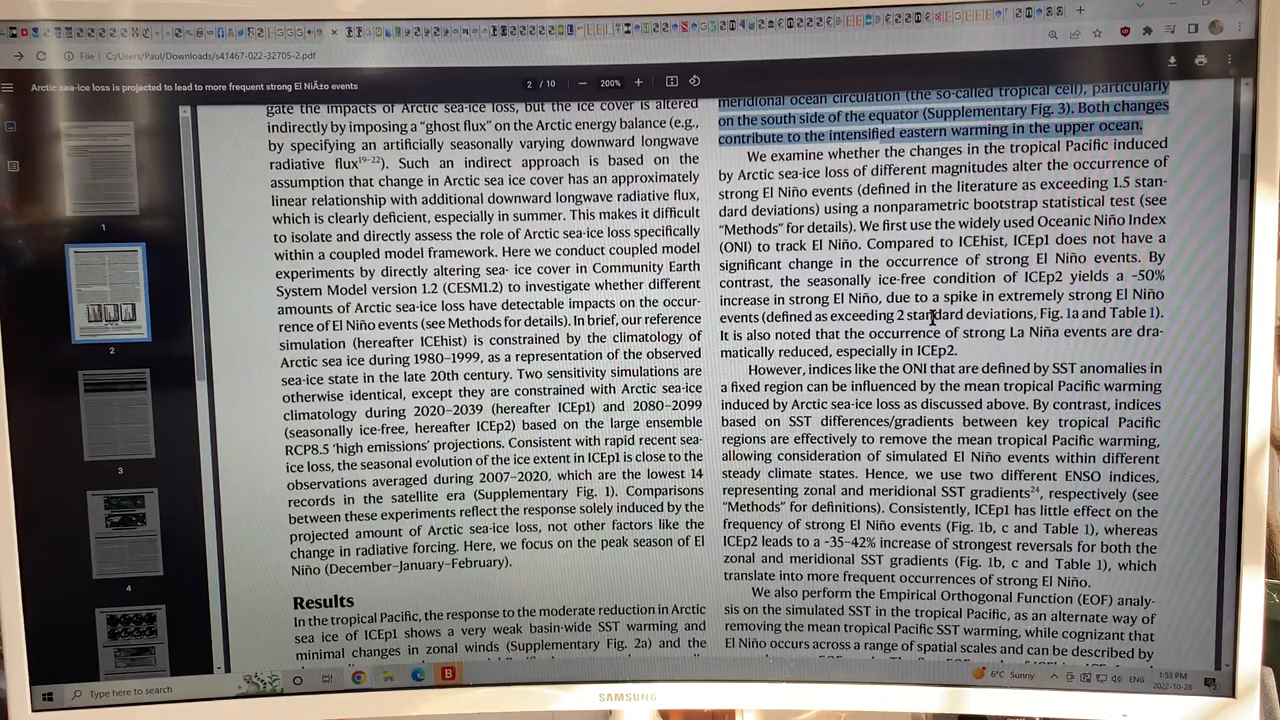 File | C:/Users/Paul/Downloads/s41467-022-32705-2.pdf
Arctic sea-ice loss is projected to lead to more frequent strong El NiÃ±o events
2 / 10
200%
1
2
3
4
gate the impacts of Arctic sea-ice loss, but the ice cover is altered
indirectly by imposing a “ghost flux” on the Arctic energy balance (e.g.,
by specifying an artificially seasonally varying downward longwave
radiative flux19–22). Such an indirect approach is based on the
assumption that change in Arctic sea ice cover has an approximately
linear relationship with additional downward longwave radiative flux,
which is clearly deficient, especially in summer. This makes it difficult
to isolate and directly assess the role of Arctic sea-ice loss specifically
within a coupled model framework. Here we conduct coupled model
experiments by directly altering sea- ice cover in Community Earth
System Model version 1.2 (CESM1.2) to investigate whether different
amounts of Arctic sea-ice loss have detectable impacts on the occur-
rence of El Niño events (see Methods for details). In brief, our reference
simulation (hereafter ICEhist) is constrained by the climatology of
Arctic sea ice during 1980–1999, as a representation of the observed
sea-ice state in the late 20th century. Two sensitivity simulations are
otherwise identical, except they are constrained with Arctic sea-ice
climatology during 2020–2039 (hereafter ICEp1) and 2080–2099
(seasonally ice-free, hereafter ICEp2) based on the large ensemble
RCP8.5 ‘high emissions’ projections. Consistent with rapid recent sea-
ice loss, the seasonal evolution of the ice extent in ICEp1 is close to the
observations averaged during 2007–2020, which are the lowest 14
records in the satellite era (Supplementary Fig. 1). Comparisons
between these experiments reflect the response solely induced by the
projected amount of Arctic sea-ice loss, not other factors like the
change in radiative forcing. Here, we focus on the peak season of El
Niño (December–January–February).
Results
In the tropical Pacific, the response to the moderate reduction in Arctic
sea ice of ICEp1 shows a very weak basin-wide SST warming and
minimal changes in zonal winds (Supplementary Fig. 2a) and the
meridional ocean circulation (the so-called tropical cell), particularly
on the south side of the equator (Supplementary Fig. 3). Both changes
contribute to the intensified eastern warming in the upper ocean.
We examine whether the changes in the tropical Pacific induced
by Arctic sea-ice loss of different magnitudes alter the occurrence of
strong El Niño events (defined in the literature as exceeding 1.5 stan-
dard deviations) using a nonparametric bootstrap statistical test (see
“Methods” for details). We first use the widely used Oceanic Niño Index
(ONI) to track El Niño. Compared to ICEhist, ICEp1 does not have a
significant change in the occurrence of strong El Niño events. By
contrast, the seasonally ice-free condition of ICEp2 yields a ~50%
increase in strong El Niño, due to a spike in extremely strong El Niño
events (defined as exceeding 2 standard deviations, Fig. 1a and Table 1).
It is also noted that the occurrence of strong La Niña events are dra-
matically reduced, especially in ICEp2.
However, indices like the ONI that are defined by SST anomalies in
a fixed region can be influenced by the mean tropical Pacific warming
induced by Arctic sea-ice loss as discussed above. By contrast, indices
based on SST differences/gradients between key tropical Pacific
regions are effectively to remove the mean tropical Pacific warming,
allowing consideration of simulated El Niño events within different
steady climate states. Hence, we use two different ENSO indices,
representing zonal and meridional SST gradients24, respectively (see
“Methods” for definitions). Consistently, ICEp1 has little effect on the
frequency of strong El Niño events (Fig. 1b, c and Table 1), whereas
ICEp2 leads to a ~35–42% increase of strongest reversals for both the
zonal and meridional SST gradients (Fig. 1b, c and Table 1), which
translate into more frequent occurrences of strong El Niño.
We also perform the Empirical Orthogonal Function (EOF) analy-
sis on the simulated SST in the tropical Pacific, as an alternate way of
removing the mean tropical Pacific SST warming, while cognizant that
El Niño occurs across a range of spatial scales and can be described by
Type here to search
6°C Sunny
ENG
1:53 PM
2022-10-28
SAMSUNG